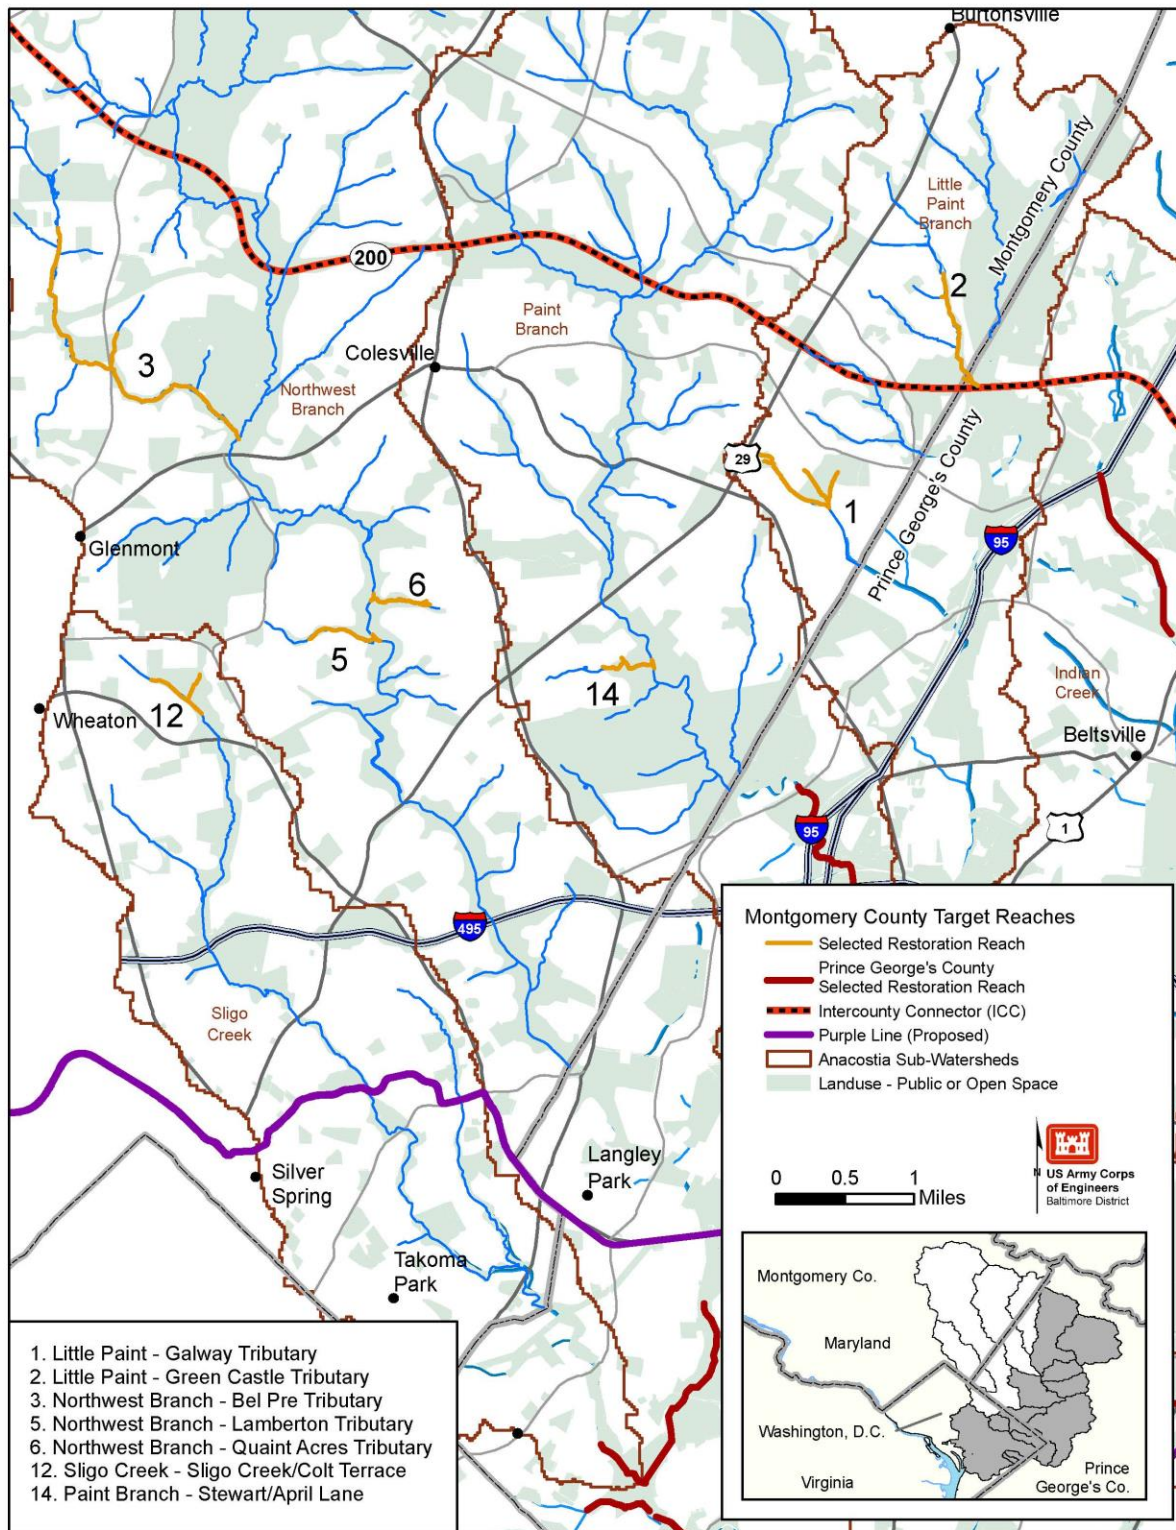 Burtonsville
Montgomery County
Little
Paint
Branch
200
2
Paint
Branch
Colesville
3
Northwest
Branch
Prince George's County
29
1
95
Glenmont
6
5
14
Indian
Creek
12
Wheaton
Beltsville
95
1
495
Sligo
Creek
Silver
Spring
Langley
Park
Takoma
Park
Montgomery County Target Reaches
Selected Restoration Reach
Prince George's County
Selected Restoration Reach
Intercounty Connector (ICC)
Purple Line (Proposed)
Anacostia Sub-Watersheds
Landuse - Public or Open Space
0 0.5 1
Miles
N
US Army Corps
of Engineers
Baltimore District
Montgomery Co.
Maryland
Washington, D.C.
Virginia
Prince
George's Co.
1. Little Paint - Galway Tributary
2. Little Paint - Green Castle Tributary
3. Northwest Branch - Bel Pre Tributary
5. Northwest Branch - Lamberton Tributary
6. Northwest Branch - Quaint Acres Tributary
12. Sligo Creek - Sligo Creek/Colt Terrace
14. Paint Branch - Stewart/April Lane